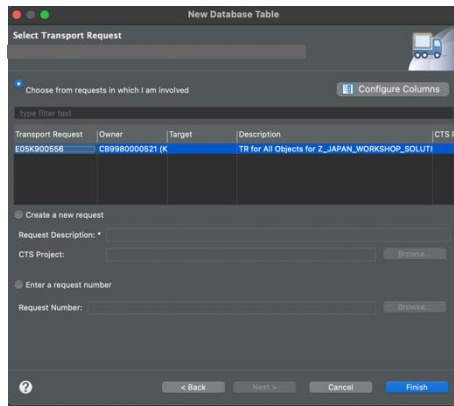 New Database Table
Select Transport Request
Choose from requests in which I am involved
Configure Columns
type filter text
Transport Request Owner Target Description CTS
E05K900556 CB9980000521 (K TR for All Objects for Z_JAPAN_WORKSHOP_SOLUTI
Create a new request
Request Description: *
CTS Project:
Browse...
Enter a request number
Request Number:
Browse...
? < Back Next > Cancel Finish